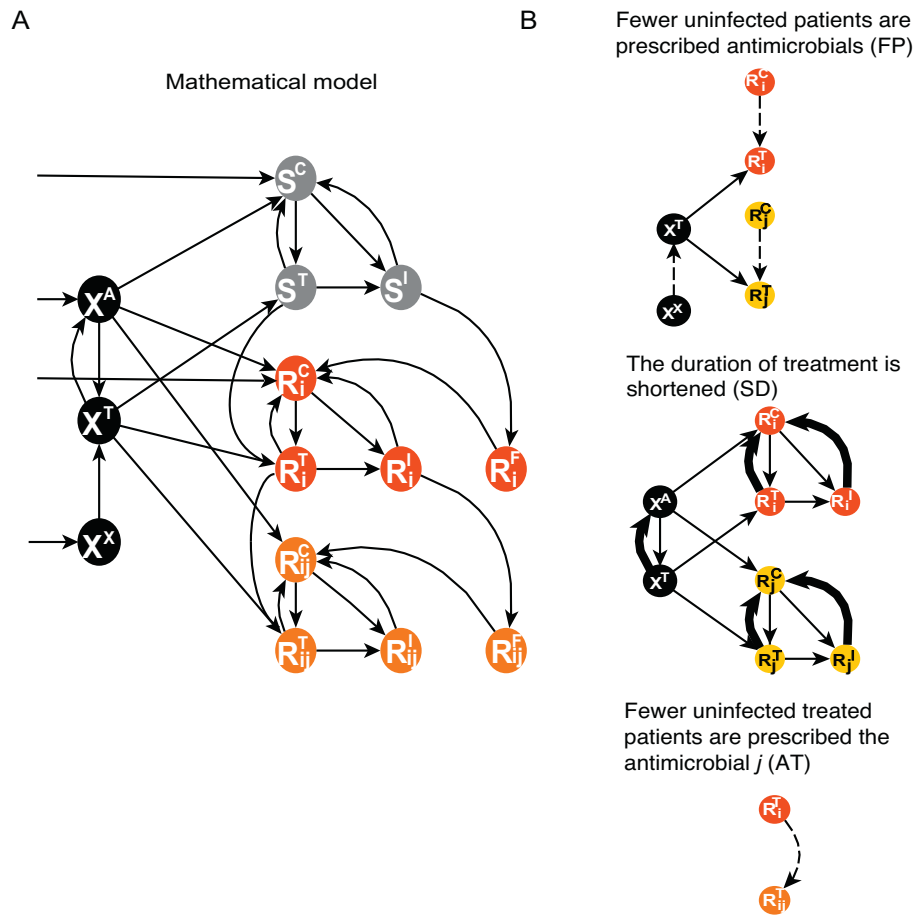 A
B
Fewer uninfected patients are
prescribed antimicrobials (FP)
Mathematical model
R_i^C
R_i^T
R_j^C
X^T
R_j^T
X^X
S^C
S^T
S^I
X^A
R_i^C
X^T
R_i^T
R_i^I
R_i^F
X^X
R_ij^C
R_ij^T
R_ij^I
R_ij^F
The duration of treatment is
shortened (SD)
R_i^C
X^A
R_i^T
R_i^I
X^T
R_j^C
R_j^T
R_j^I
Fewer uninfected treated
patients are prescribed the
antimicrobial j (AT)
R_i^T
R_ij^T